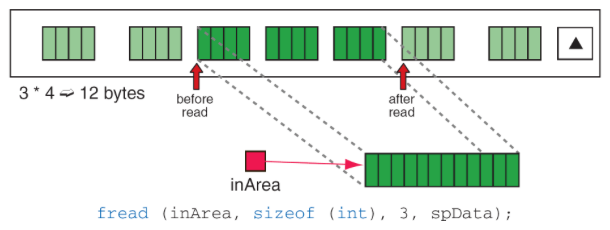 3 * 4 ➫ 12 bytes
before
read
after
read
inArea
fread (inArea, sizeof (int), 3, spData);